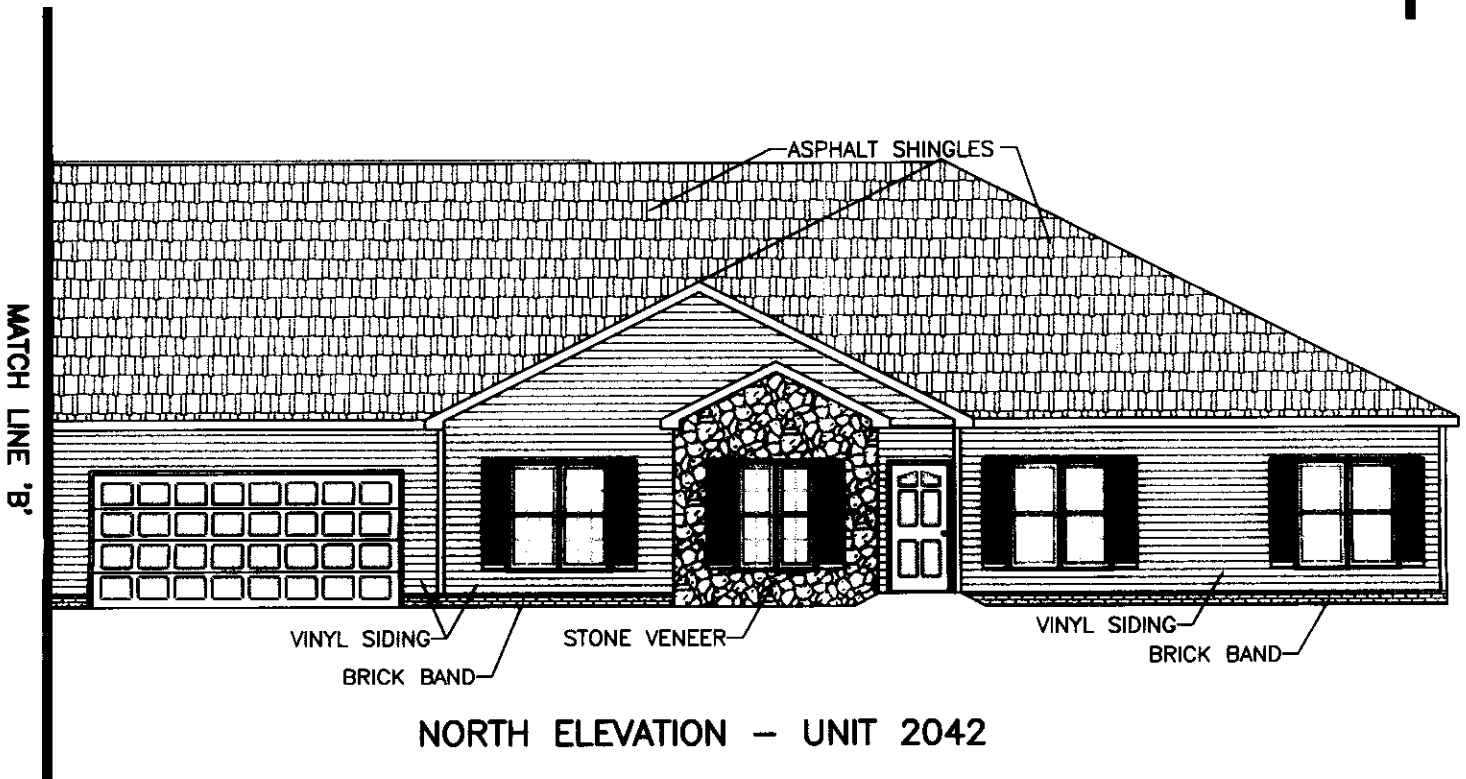 ASPHALT SHINGLES
MATCH LINE 'B'
VINYL SIDING
STONE VENEER
VINYL SIDING
BRICK BAND
BRICK BAND
NORTH ELEVATION - UNIT 2042